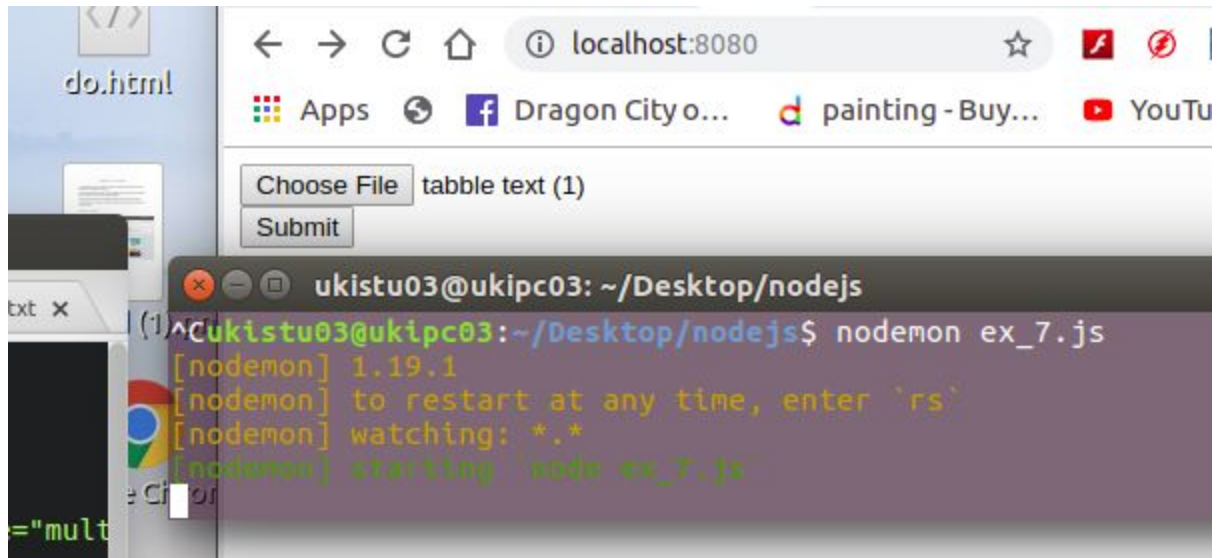 </>
do.html
localhost:8080
Apps
Dragon City o...
painting - Buy...
YouTu
Choose File tabble text (1)
Submit
ukistu03@ukipc03: ~/Desktop/nodejs
txt ×
(1)
^Cukistu03@ukipc03:~/Desktop/nodejs$ nodemon ex_7.js
[nodemon] 1.19.1
[nodemon] to restart at any time, enter `rs`
[nodemon] watching: *.*
[nodemon] starting `node ex_7.js`
="mult